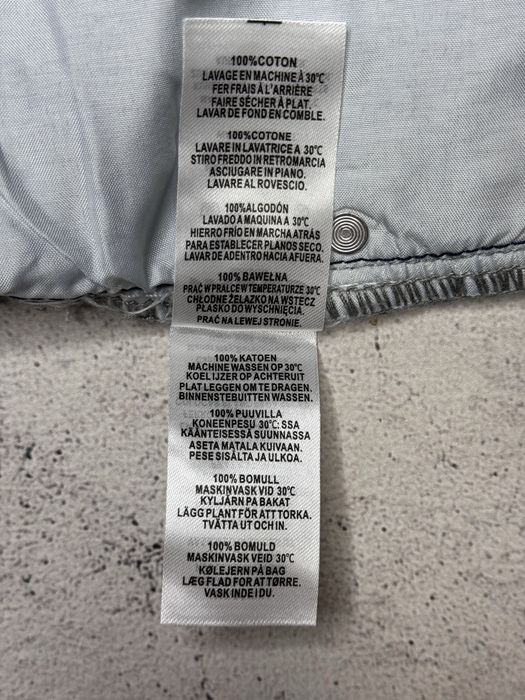 100%COTON
LAVAGE EN MACHINE À 30°C
FER FRAIS À L'ARRIÈRE
FAIRE SÉCHER À PLAT.
LAVAR DE FOND EN COMBLE.
100%COTONE
LAVARE IN LAVATRICE A 30°C
STIRO FREDDO IN RETROMARCIA
ASCIUGARE IN PIANO.
LAVARE AL ROVESCIO.
100%ALGODÓN
LAVADO A MAQUINA A 30°C
HIERRO FRÍO EN MARCHA ATRÁS
PARA ESTABLECER PLANOS SECO.
LAVAR DE ADENTRO HACIA AFUERA.
100% BAWEŁNA
PRAĆ W PRALCE W TEMPERATURZE 30°C
CHŁODNE ŻELAZKO NA WSTECZ
PŁASKO DO WYSCHNIĘCIA.
PRAĆ NA LEWEJ STRONIE.
100% KATOEN
MACHINE WASSEN OP 30°C
KOEL IJZER OP ACHTERUIT
PLAT LEGGEN OM TE DRAGEN.
BINNENSTEBUITTEN WASSEN.
100% PUUVILLA
KONEENPESU 30°C: SSA
KÄÄNTEISESSÄ SUUNNASSA
ASETA MATALA KUIVAAN.
PESE SISÄLTÄ JA ULKOA.
100% BOMULL
MASKINVASK VID 30°C
KYLJÄRN PA BAKAT
LÄGG PLANT FÖR ATT TORKA.
TVÄTTA UT OCH IN.
100% BOMULD
MASKINVASK VEID 30°C
KØLEJERN PÅ BAG
LÆG FLAD FOR AT TØRRE.
VASK INDE I DU.